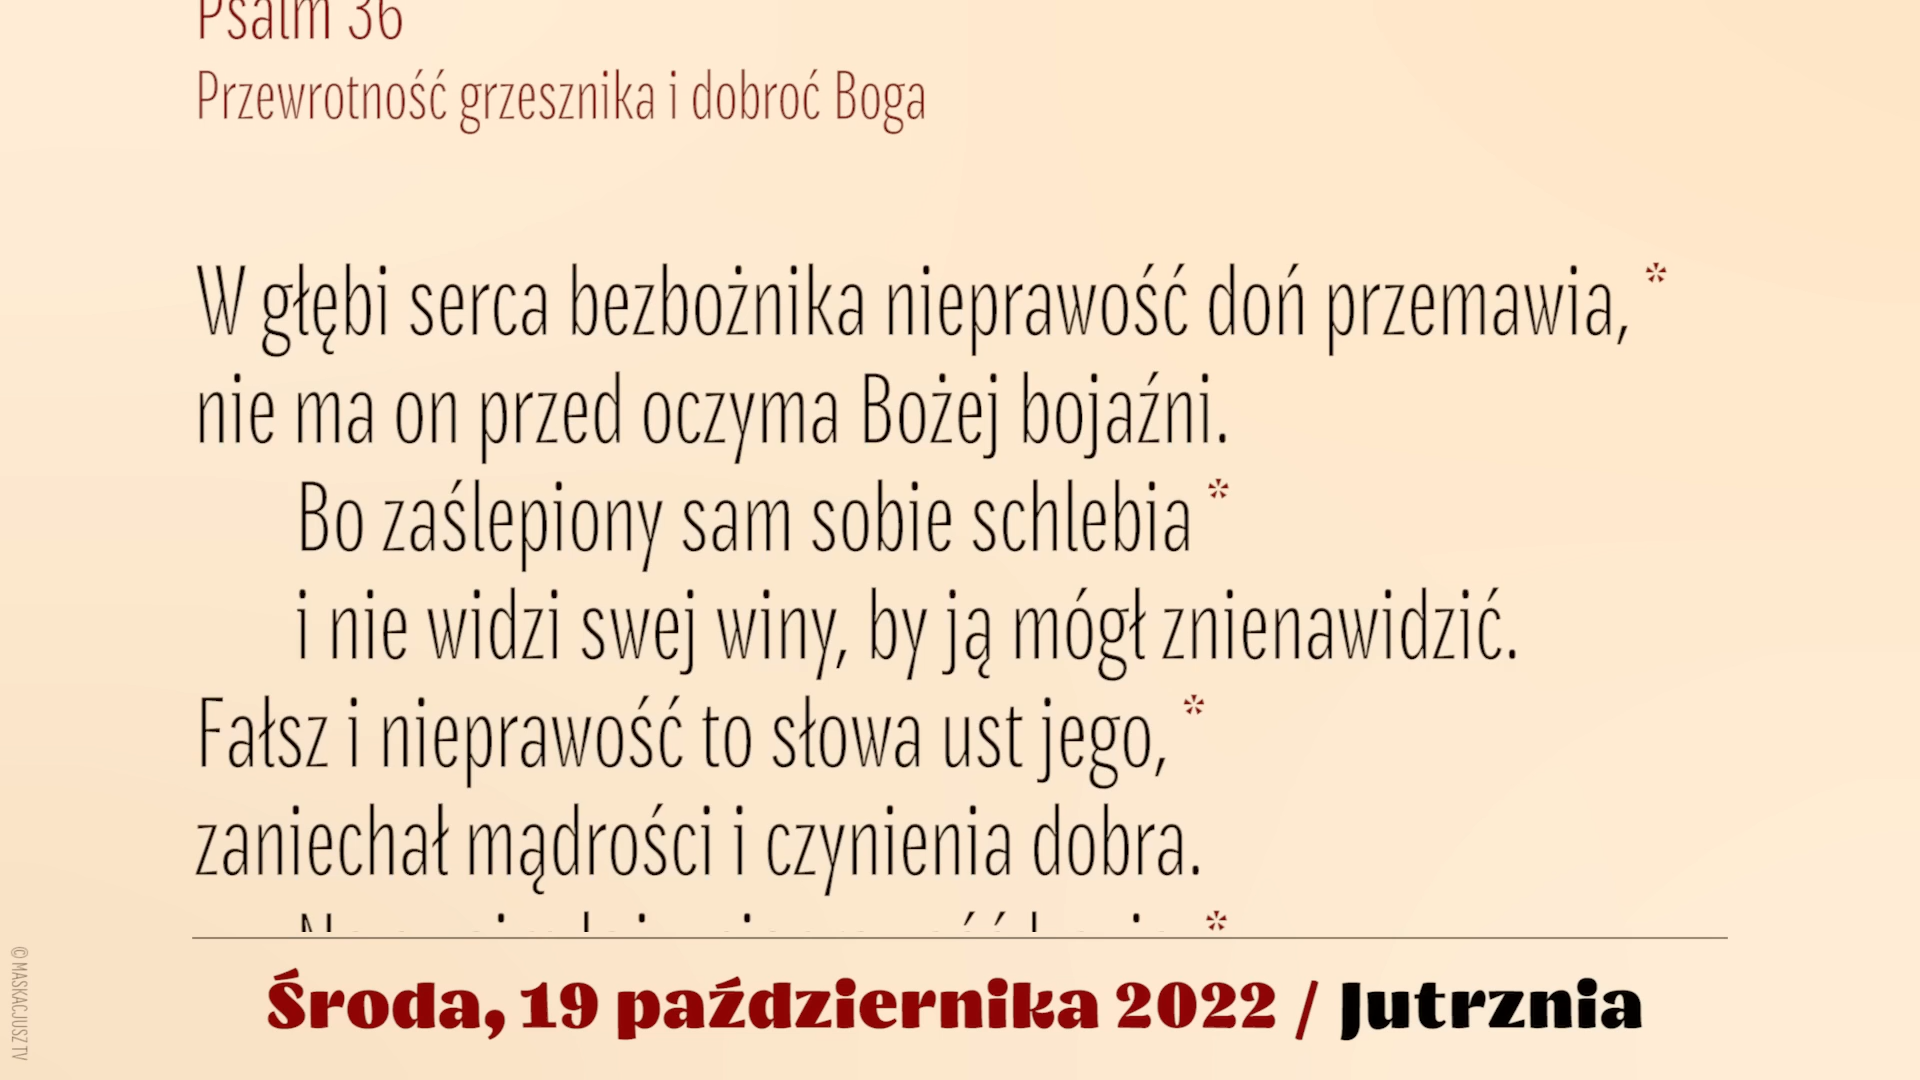 Psalm 36
Przewrotność grzesznika i dobroć Boga
W głębi serca bezbożnika nieprawość doń przemawia, *
nie ma on przed oczyma Bożej bojaźni.
Bo zaślepiony sam sobie schlebia *
i nie widzi swej winy, by ją mógł znienawidzić.
Fałsz i nieprawość to słowa ust jego, *
zaniechał mądrości i czynienia dobra.
*
Środa, 19 października 2022 / Jutrznia
© MASKACJUSZ TV